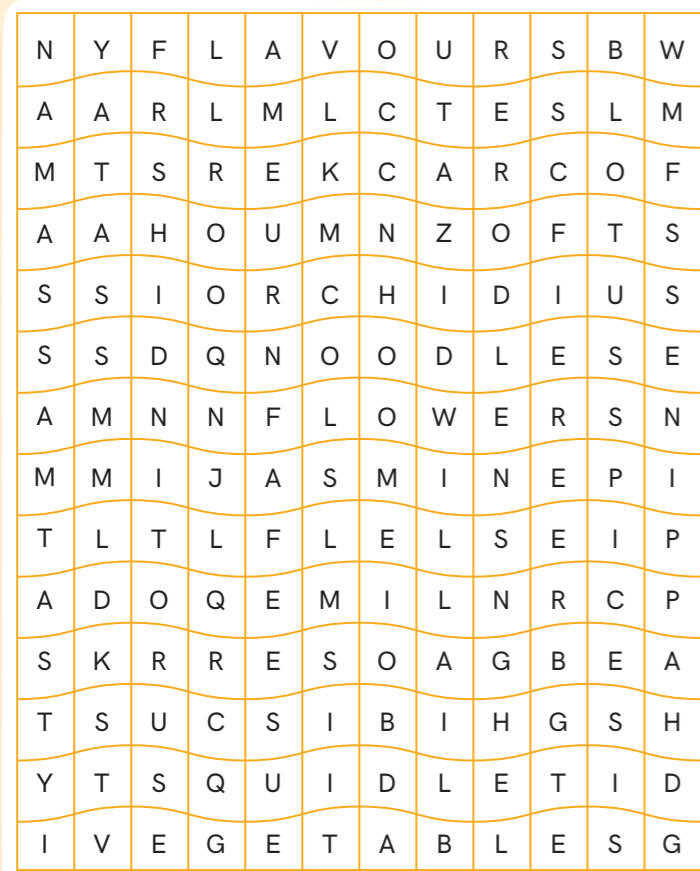 N Y F L A V O U R S B W
A A R L M L C T E S L M
M T S R E K C A R C O F
A A H O U M N Z O F T S
S S I O R C H I D I U S
S S D Q N O O D L E S E
A M N N F L O W E R S N
M M I J A S M I N E P I
T L T L F L E L S E I P
A D O Q E M I L N R C P
S K R R E S O A G B E A
T S U C S I B I H G S H
Y T S Q U I D L E T I D
I V E G E T A B L E S G